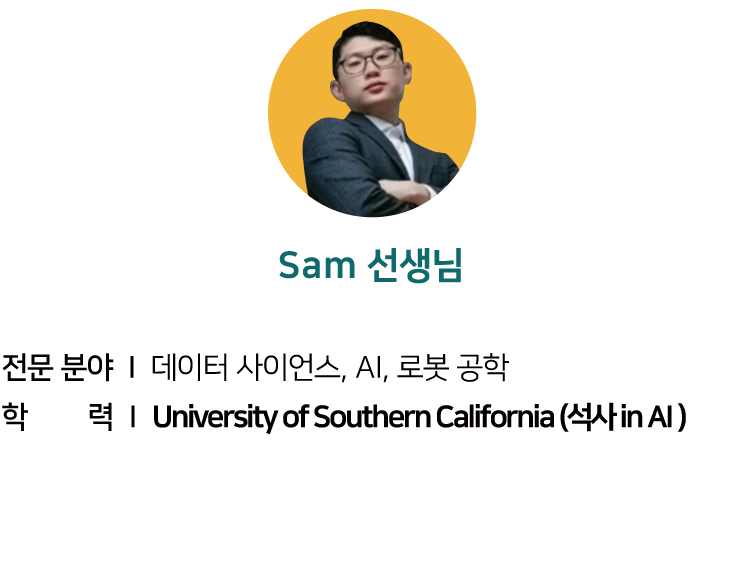 Sam 선생님
전문 분야 I 데이터 사이언스, AI, 로봇 공학
학 력 I University of Southern California (석사 in AI )